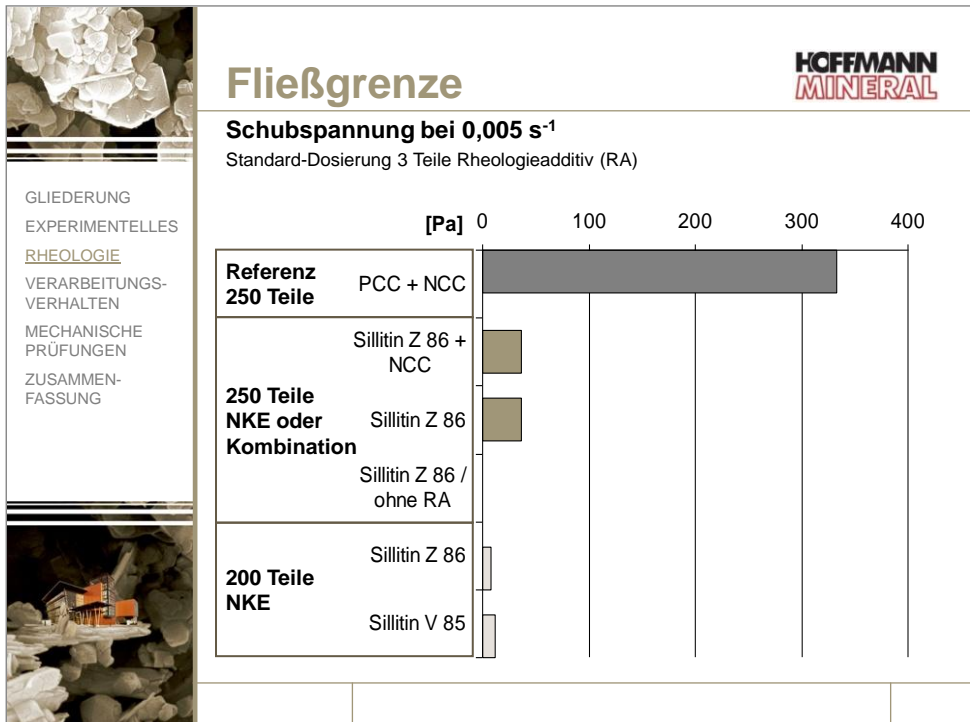 Fließgrenze
HOFFMANN
MINERAL
Schubspannung bei 0,005 s⁻¹
Standard-Dosierung 3 Teile Rheologieadditiv (RA)
GLIEDERUNG
EXPERIMENTELLES
RHEOLOGIE
VERARBEITUNGS-
VERHALTEN
MECHANISCHE
PRÜFUNGEN
ZUSAMMEN-
FASSUNG
[Pa] 0 100 200 300 400
Referenz
250 Teile
PCC + NCC
250 Teile
NKE oder
Kombination
Sillitin Z 86 +
NCC
Sillitin Z 86
Sillitin Z 86 /
ohne RA
200 Teile
NKE
Sillitin Z 86
Sillitin V 85